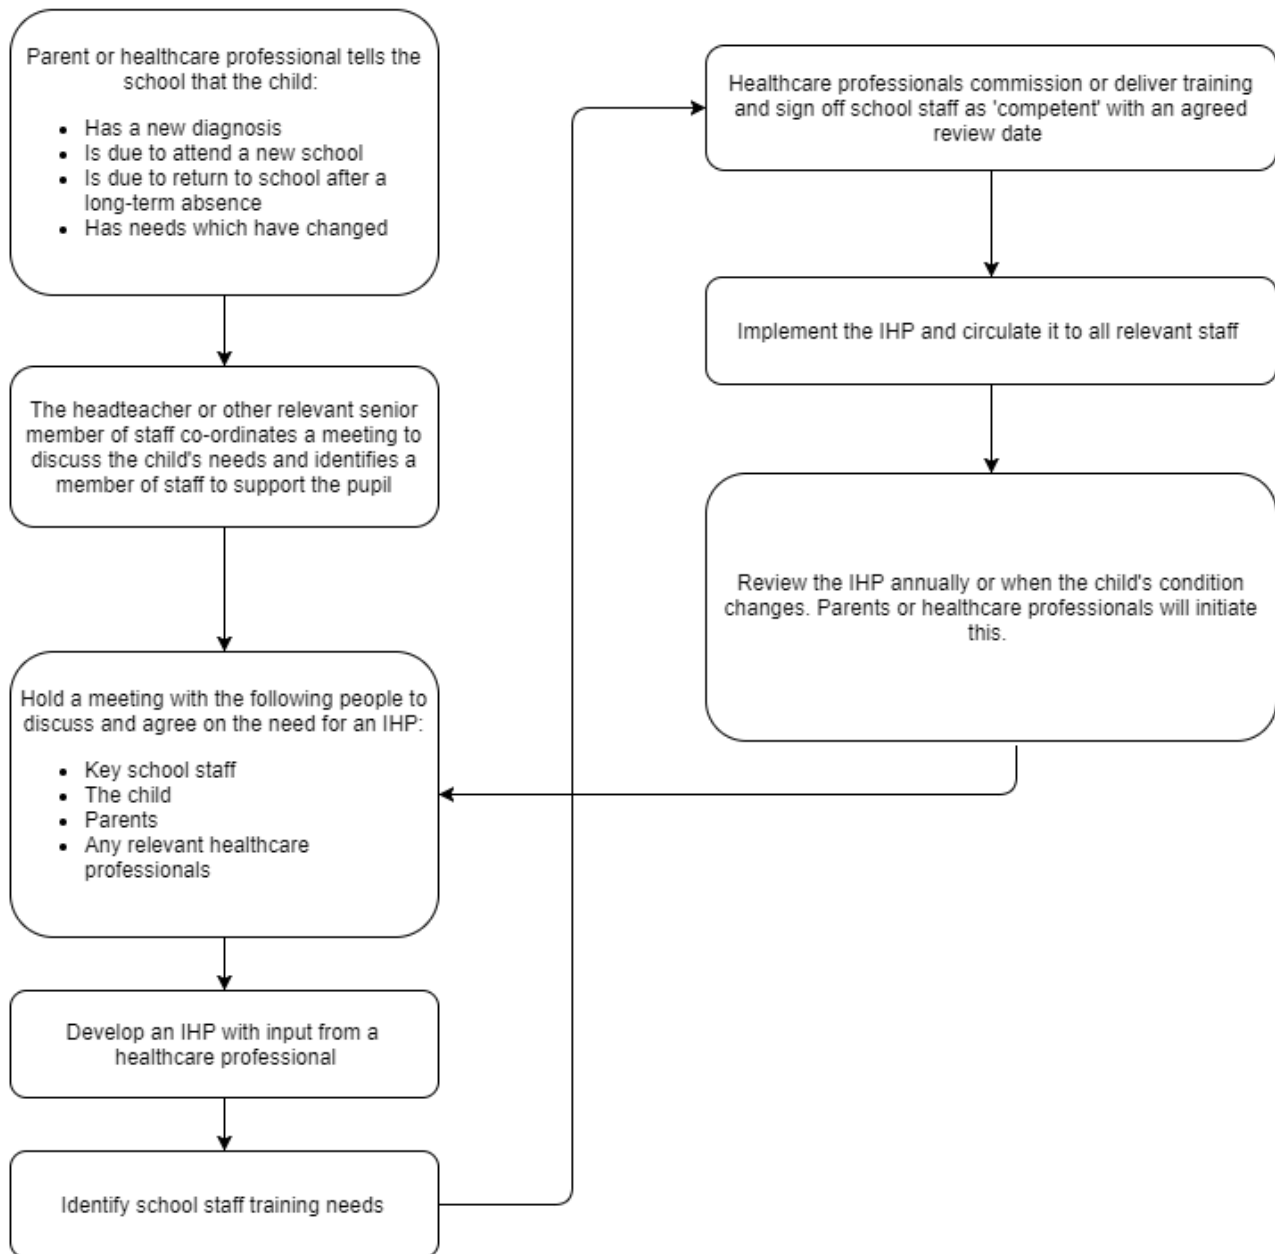 Parent or healthcare professional tells the
school that the child:
• Has a new diagnosis
• Is due to attend a new school
• Is due to return to school after a
long-term absence
• Has needs which have changed
The headteacher or other relevant senior
member of staff co-ordinates a meeting to
discuss the child's needs and identifies a
member of staff to support the pupil
Hold a meeting with the following people to
discuss and agree on the need for an IHP:
• Key school staff
• The child
• Parents
• Any relevant healthcare
professionals
Develop an IHP with input from a
healthcare professional
Identify school staff training needs
Healthcare professionals commission or deliver training
and sign off school staff as 'competent' with an agreed
review date
Implement the IHP and circulate it to all relevant staff
Review the IHP annually or when the child's condition
changes. Parents or healthcare professionals will initiate
this.